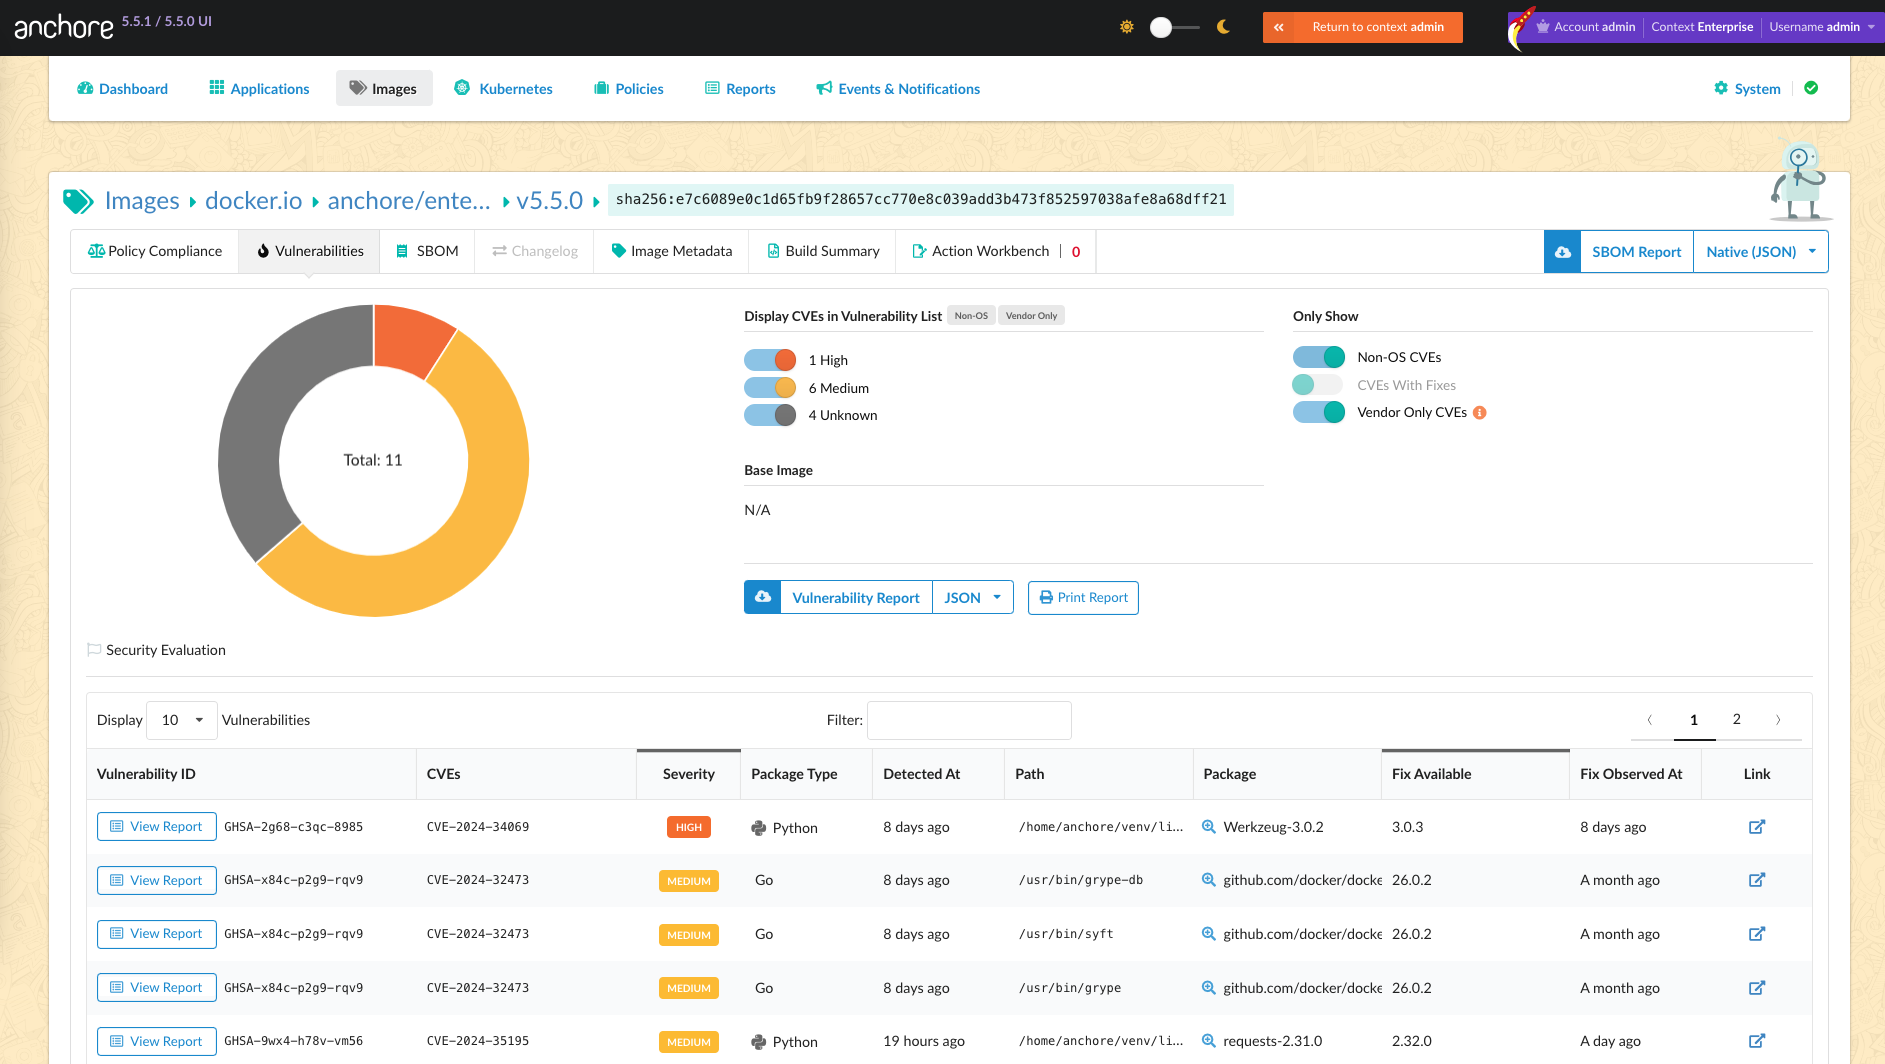 anchore 5.5.1 / 5.5.0 UI
« Return to context admin
Account admin | Context Enterprise | Username admin
Dashboard Applications Images Kubernetes Policies Reports Events & Notifications System
Images docker.io anchore/ente... v5.5.0 sha256:e7c6089e0c1d65fb9f28657cc770e8c039add3b473f852597038afe8a68dff21
Policy Compliance Vulnerabilities SBOM Changelog Image Metadata Build Summary Action Workbench | 0 SBOM Report Native (JSON)
Total: 11
Display CVEs in Vulnerability List Non-OS Vendor Only
1 High
6 Medium
4 Unknown
Only Show
Non-OS CVEs
CVEs With Fixes
Vendor Only CVEs
Base Image
N/A
Vulnerability Report JSON Print Report
Security Evaluation
Display 10 Vulnerabilities Filter: 1 2
Vulnerability ID CVEs Severity Package Type Detected At Path Package Fix Available Fix Observed At Link
View Report GHSA-2g68-c3qc-8985 CVE-2024-34069 HIGH Python 8 days ago /home/anchore/venv/li... Werkzeug-3.0.2 3.0.3 8 days ago
View Report GHSA-x84c-p2g9-rqv9 CVE-2024-32473 MEDIUM Go 8 days ago /usr/bin/grype-db github.com/docker/docke 26.0.2 A month ago
View Report GHSA-x84c-p2g9-rqv9 CVE-2024-32473 MEDIUM Go 8 days ago /usr/bin/syft github.com/docker/docke 26.0.2 A month ago
View Report GHSA-x84c-p2g9-rqv9 CVE-2024-32473 MEDIUM Go 8 days ago /usr/bin/grype github.com/docker/docke 26.0.2 A month ago
View Report GHSA-9wx4-h78v-vm56 CVE-2024-35195 MEDIUM Python 19 hours ago /home/anchore/venv/li... requests-2.31.0 2.32.0 A day ago